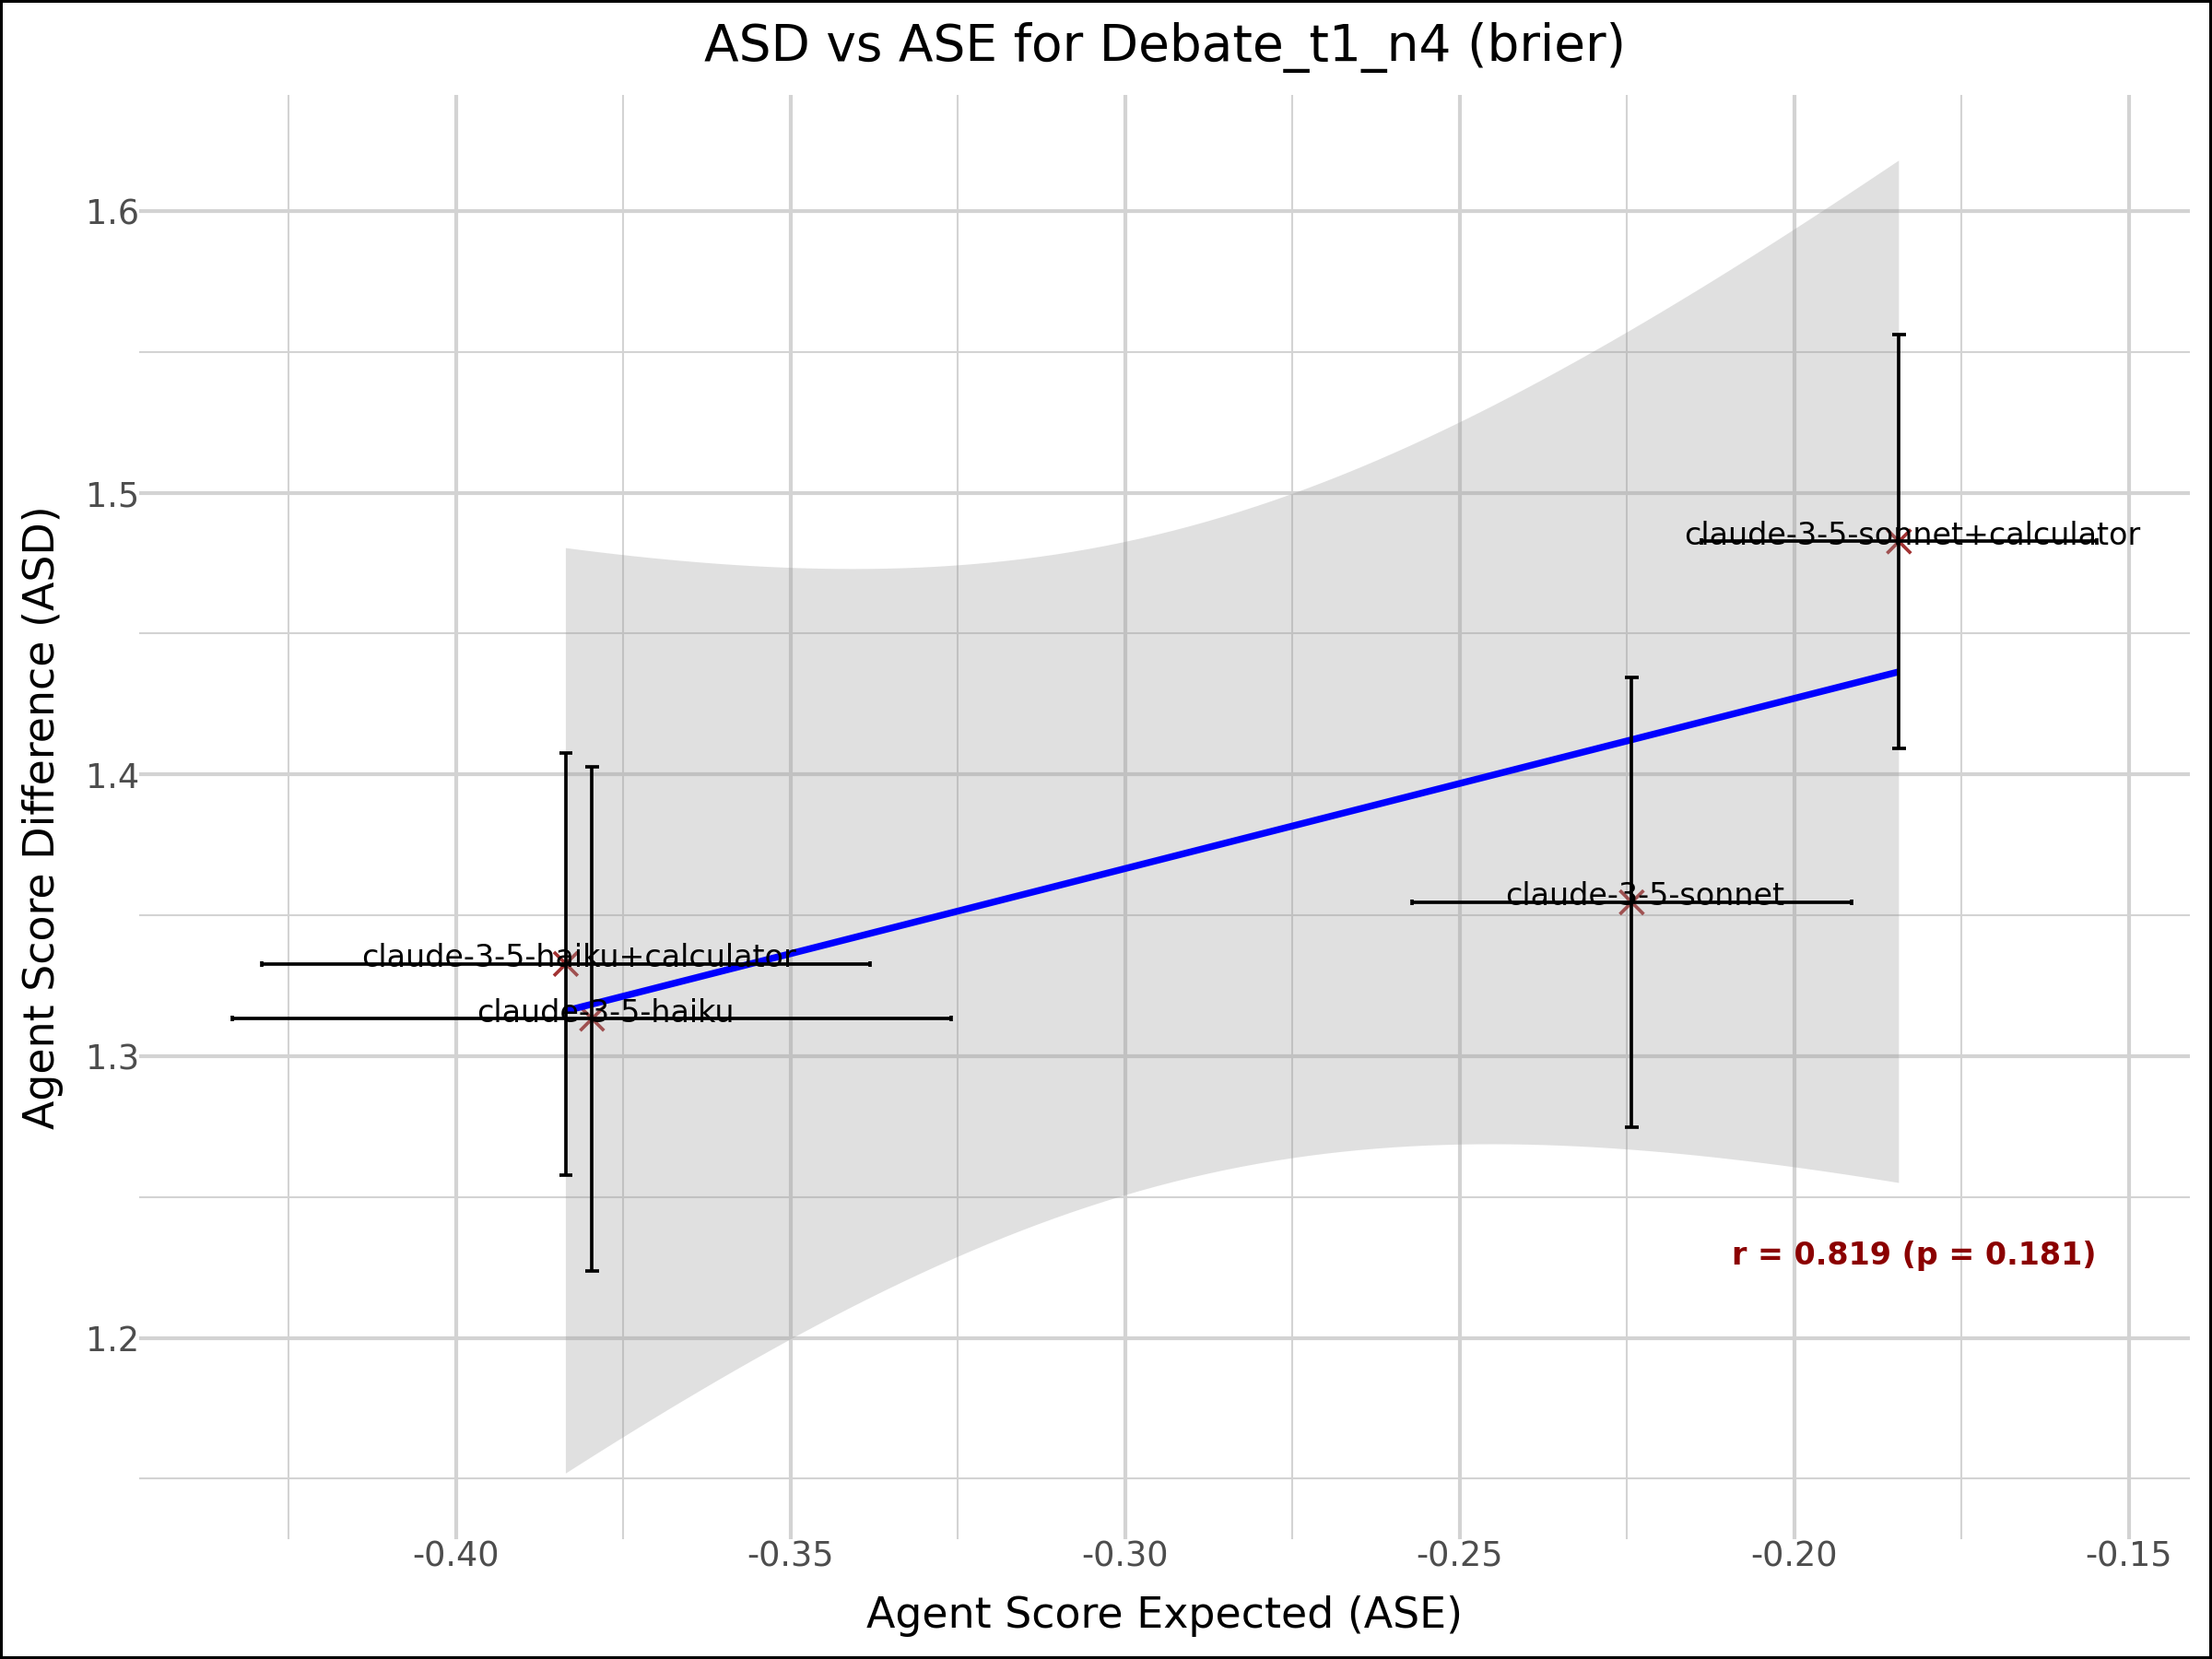 ASD vs ASE for Debate_t1_n4 (brier)
Agent Score Difference (ASD)
1.6
1.5
1.4
1.3
1.2
claude-3-5-sonnet+calculator
claude-3-5-sonnet
claude-3-5-haiku+calculator
claude-3-5-haiku
r = 0.819 (p = 0.181)
-0.40 -0.35 -0.30 -0.25 -0.20 -0.15
Agent Score Expected (ASE)